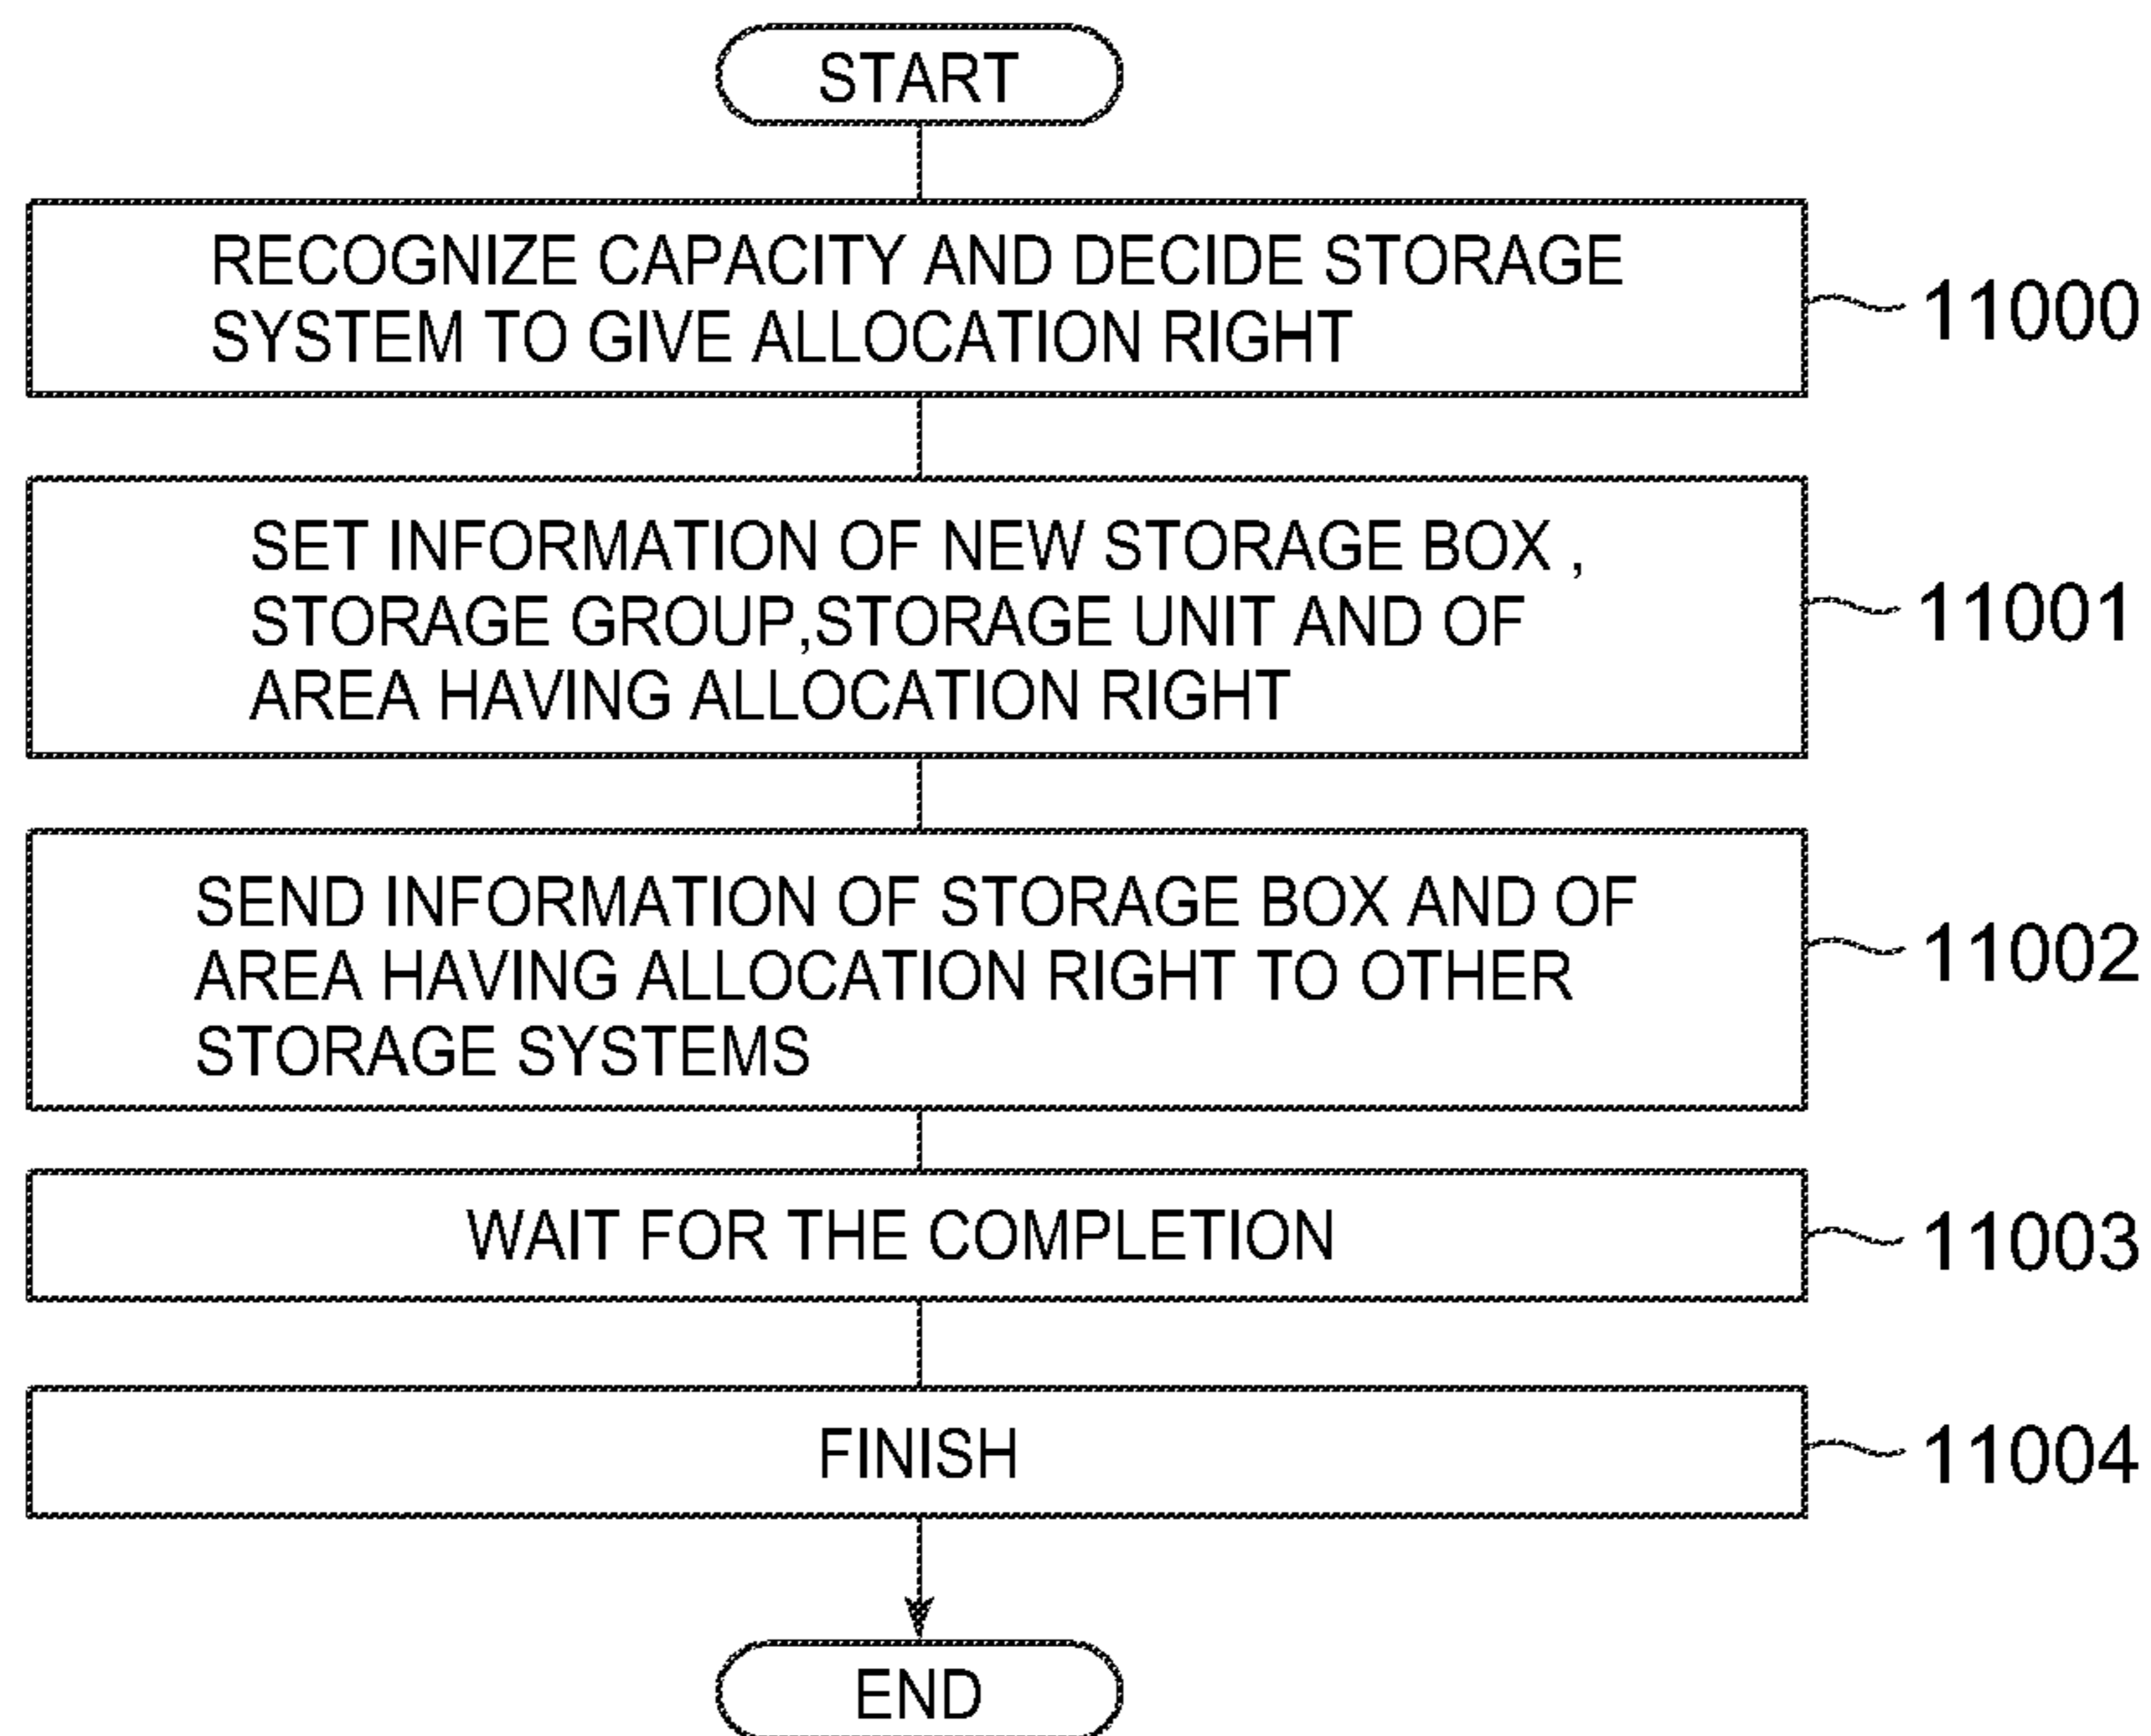 START
RECOGNIZE CAPACITY AND DECIDE STORAGE
SYSTEM TO GIVE ALLOCATION RIGHT
11000
SET INFORMATION OF NEW STORAGE BOX ,
STORAGE GROUP,STORAGE UNIT AND OF
AREA HAVING ALLOCATION RIGHT
11001
SEND INFORMATION OF STORAGE BOX AND OF
AREA HAVING ALLOCATION RIGHT TO OTHER
STORAGE SYSTEMS
11002
WAIT FOR THE COMPLETION
11003
FINISH
11004
END